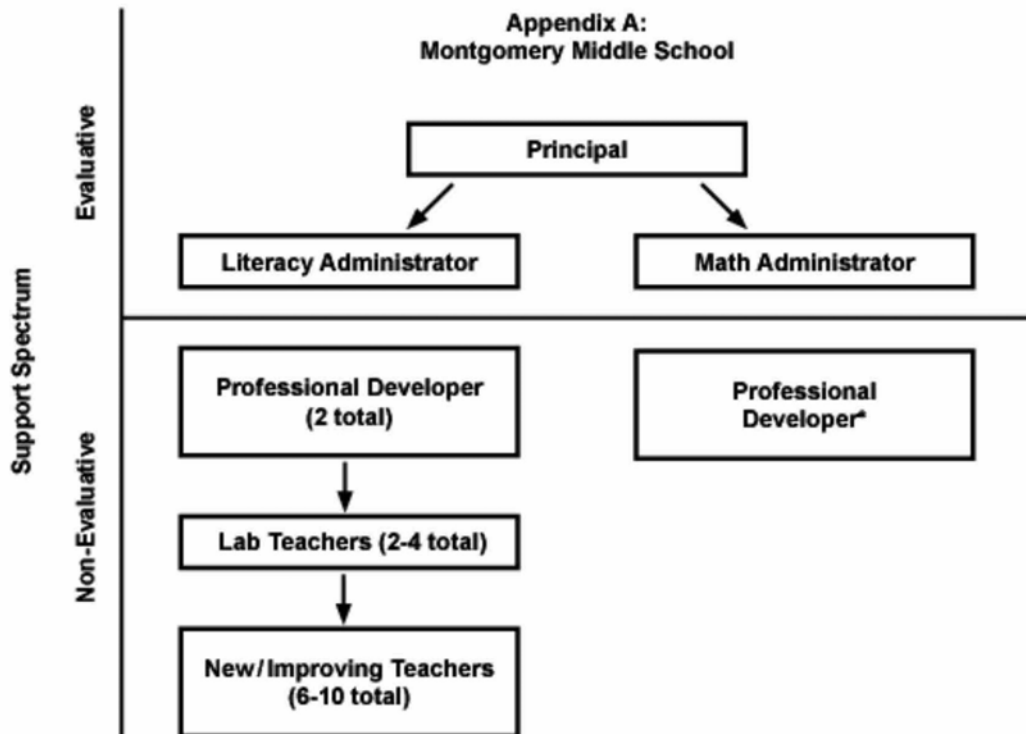 Appendix A:
Montgomery Middle School
Support Spectrum
Evaluative
Principal
Literacy Administrator
Math Administrator
Non-Evaluative
Professional Developer
(2 total)
Professional
Developer*
Lab Teachers (2-4 total)
New/Improving Teachers
(6-10 total)